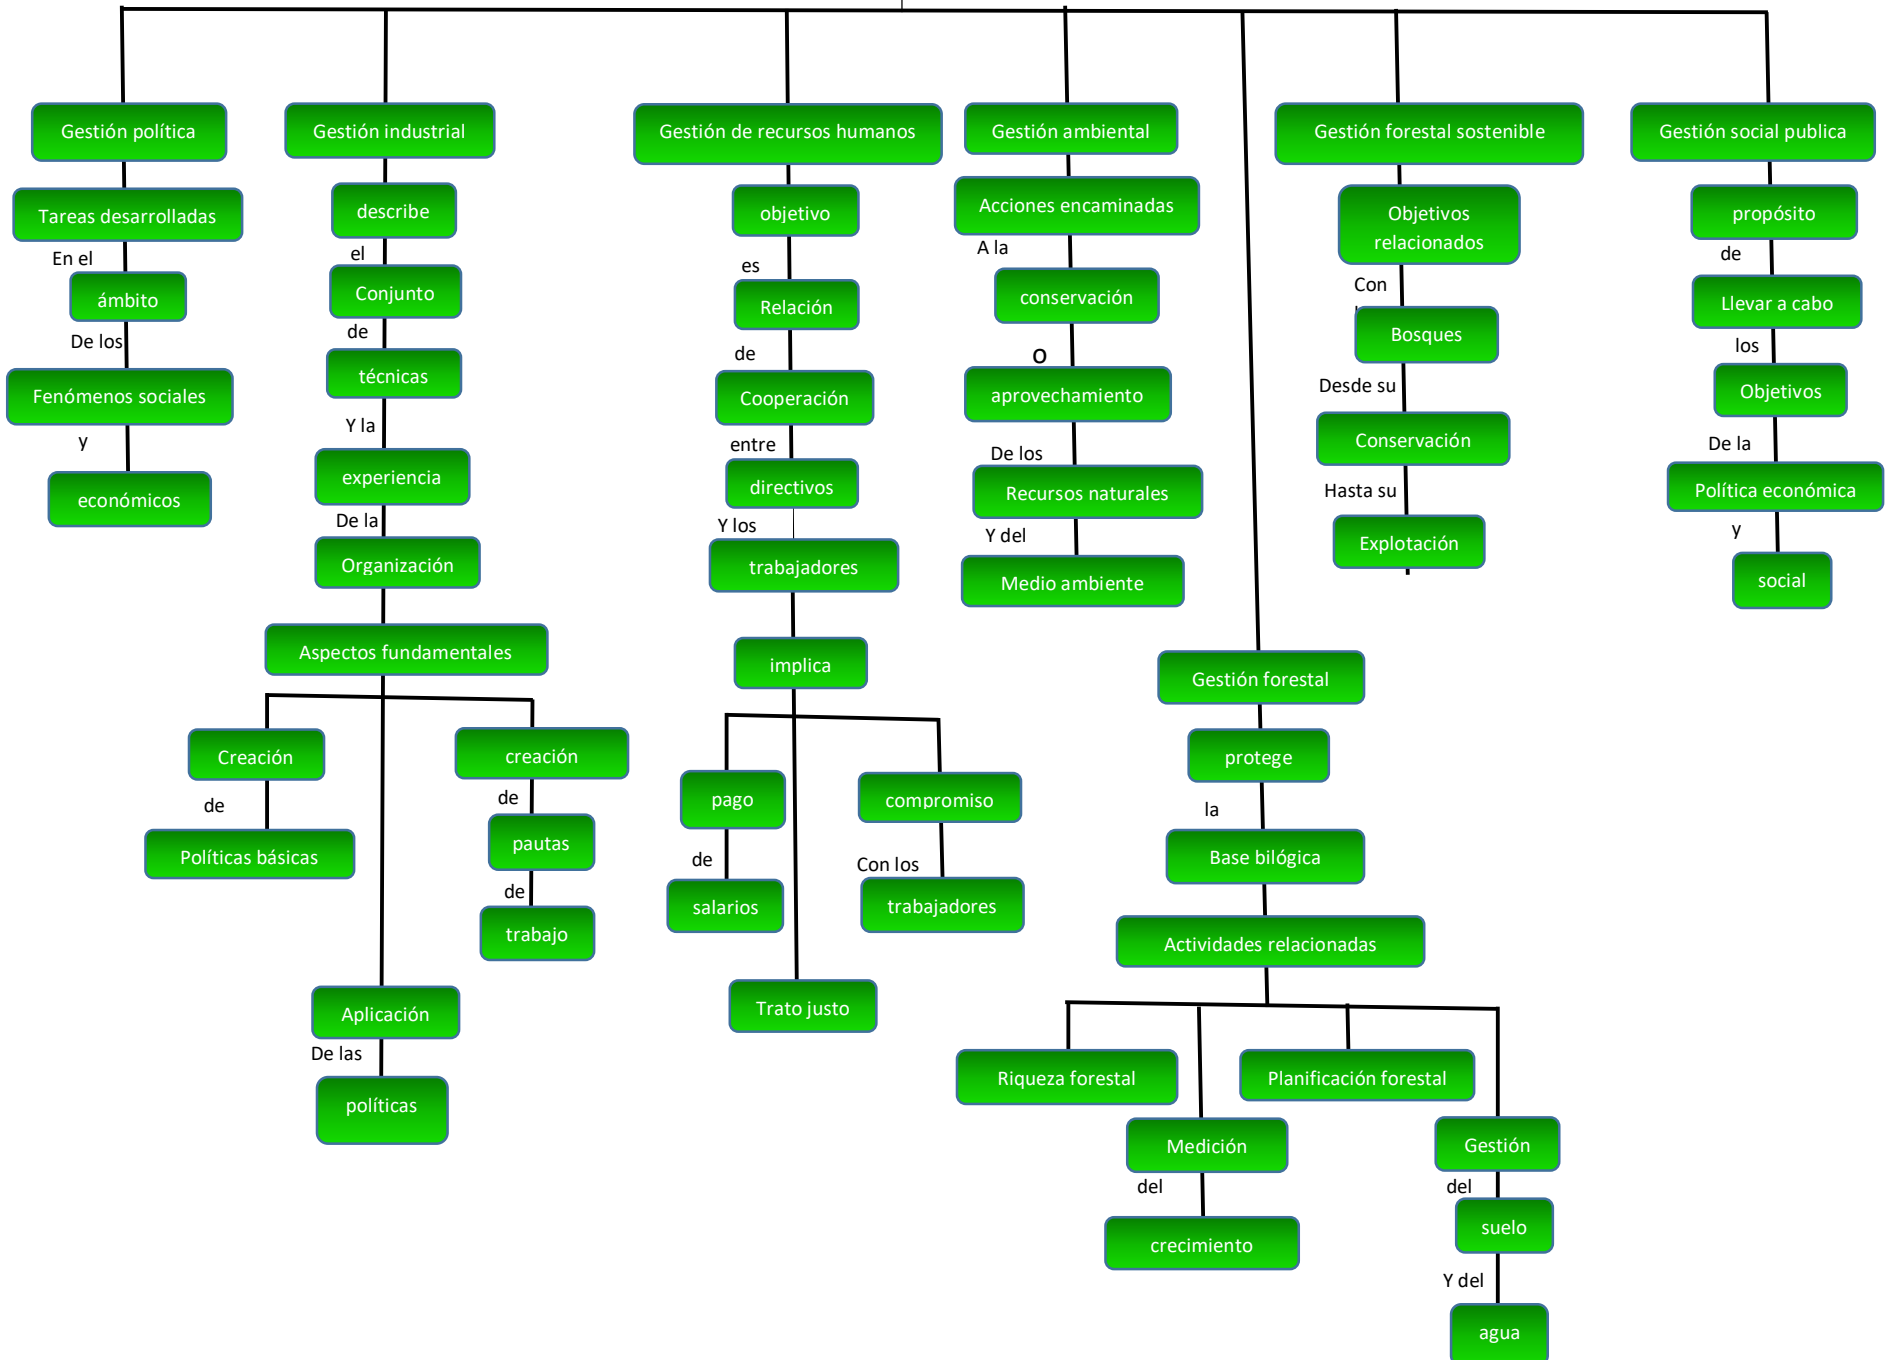 Gestión política
Tareas desarrolladas
En el
ámbito
De los
Fenómenos sociales
y
económicos
Gestión industrial
describe
el
Conjunto
de
técnicas
Y la
experiencia
De la
Organización
Aspectos fundamentales
Creación
de
Políticas básicas
Aplicación
De las
políticas
creación
de
pautas
de
trabajo
Gestión de recursos humanos
objetivo
es
Relación
de
Cooperación
entre
directivos
Y los
trabajadores
implica
pago
de
salarios
Trato justo
compromiso
Con los
trabajadores
Gestión ambiental
Acciones encaminadas
A la
conservación
O
aprovechamiento
De los
Recursos naturales
Y del
Medio ambiente
Gestión forestal
protege
la
Base bilógica
Actividades relacionadas
Riqueza forestal
Medición
del
crecimiento
Planificación forestal
Gestión
del
suelo
Y del
agua
Gestión forestal sostenible
Objetivos
relacionados
Con
Bosques
Desde su
Conservación
Hasta su
Explotación
Gestión social publica
propósito
de
Llevar a cabo
los
Objetivos
De la
Política económica
y
social